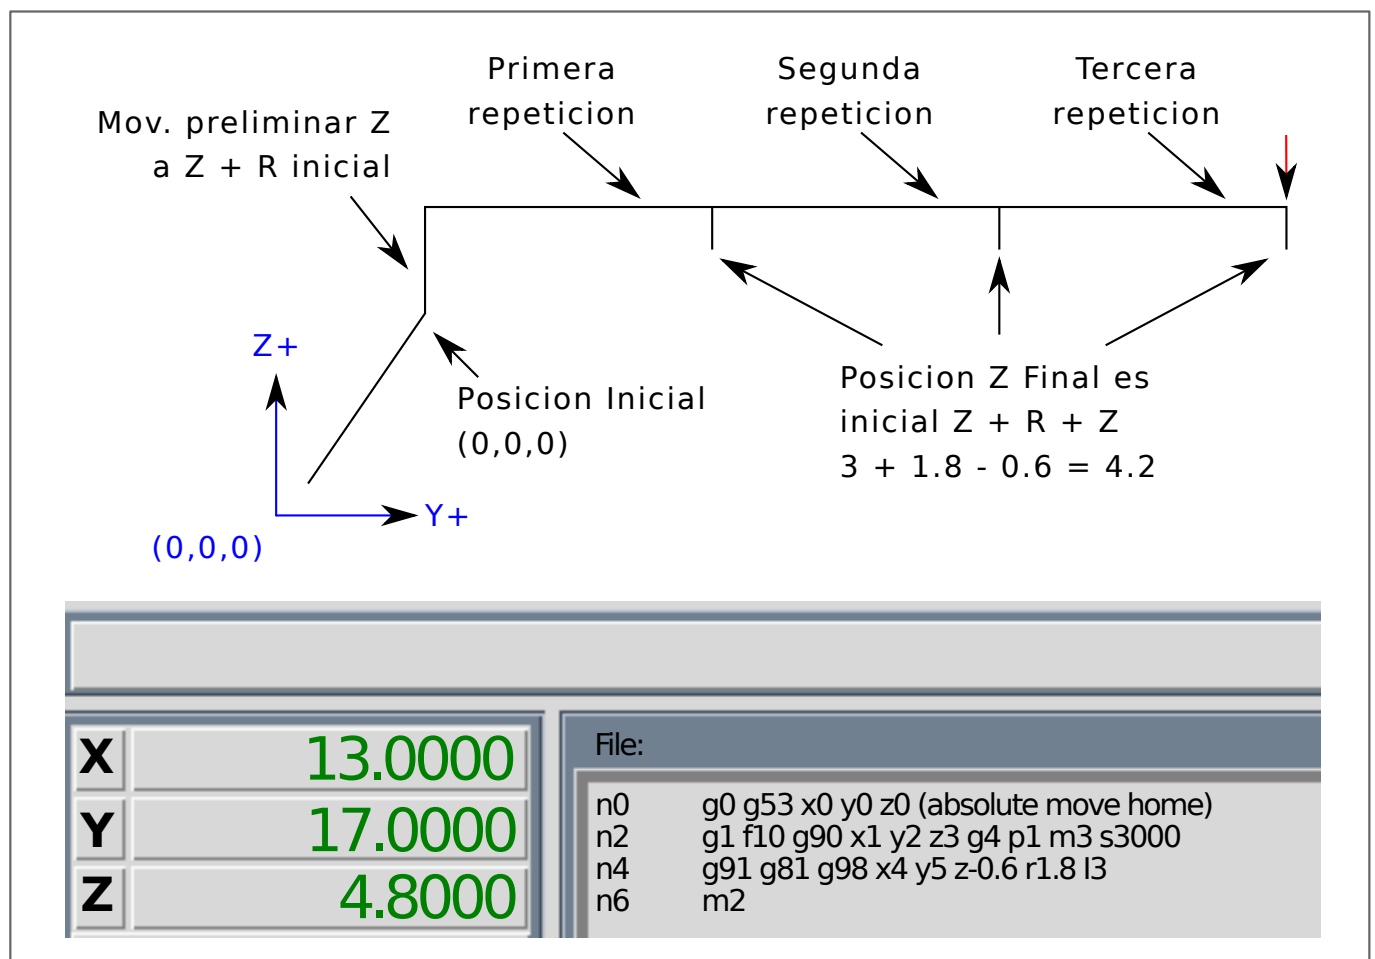 Primera
repeticion
Segunda
repeticion
Tercera
repeticion
Mov. preliminar Z
a Z + R inicial
Z+
Posicion Inicial
(0,0,0)
Posicion Z Final es
inicial Z + R + Z
3 + 1.8 - 0.6 = 4.2
Y+
(0,0,0)
X 13.0000
Y 17.0000
Z 4.8000
File:
n0 g0 g53 x0 y0 z0 (absolute move home)
n2 g1 f10 g90 x1 y2 z3 g4 p1 m3 s3000
n4 g91 g81 g98 x4 y5 z-0.6 r1.8 l3
n6 m2